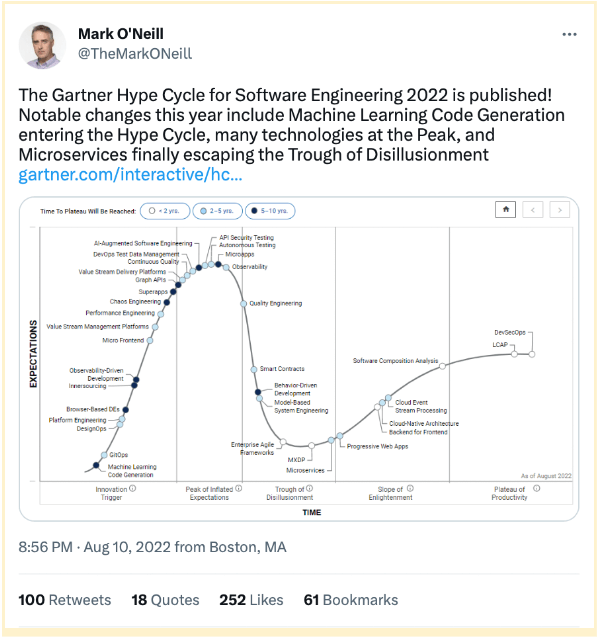 Mark O'Neill
@TheMarkONeill
The Gartner Hype Cycle for Software Engineering 2022 is published!
Notable changes this year include Machine Learning Code Generation
entering the Hype Cycle, many technologies at the Peak, and
Microservices finally escaping the Trough of Disillusionment
gartner.com/interactive/hc...
Time To Plateau Will Be Reached:
< 2 yrs.
2–5 yrs.
5–10 yrs.
EXPECTATIONS
API Security Testing
AI-Augmented Software Engineering
Autonomous Testing
DevOps Test Data Management
Microapps
Continuous Quality
Observability
Value Stream Delivery Platforms
Graph APIs
Superapps
Chaos Engineering
Quality Engineering
Performance Engineering
Value Stream Management Platforms
Micro Frontend
Observability-Driven
Development
Innersourcing
Browser-Based DEs
Platform Engineering
DesignOps
GitOps
Machine Learning
Code Generation
Smart Contracts
Behavior-Driven
Development
Model-Based
System Engineering
Enterprise Agile
Frameworks
MXDP
Microservices
Progressive Web Apps
DevSecOps
LCAP
Software Composition Analysis
Cloud Event
Stream Processing
Cloud-Native Architecture
Backend for Frontend
As of August 2022
Innovation
Trigger
Peak of Inflated
Expectations
Trough of
Disillusionment
Slope of
Enlightenment
Plateau of
Productivity
TIME
8:56 PM · Aug 10, 2022 from Boston, MA
100 Retweets 18 Quotes 252 Likes 61 Bookmarks